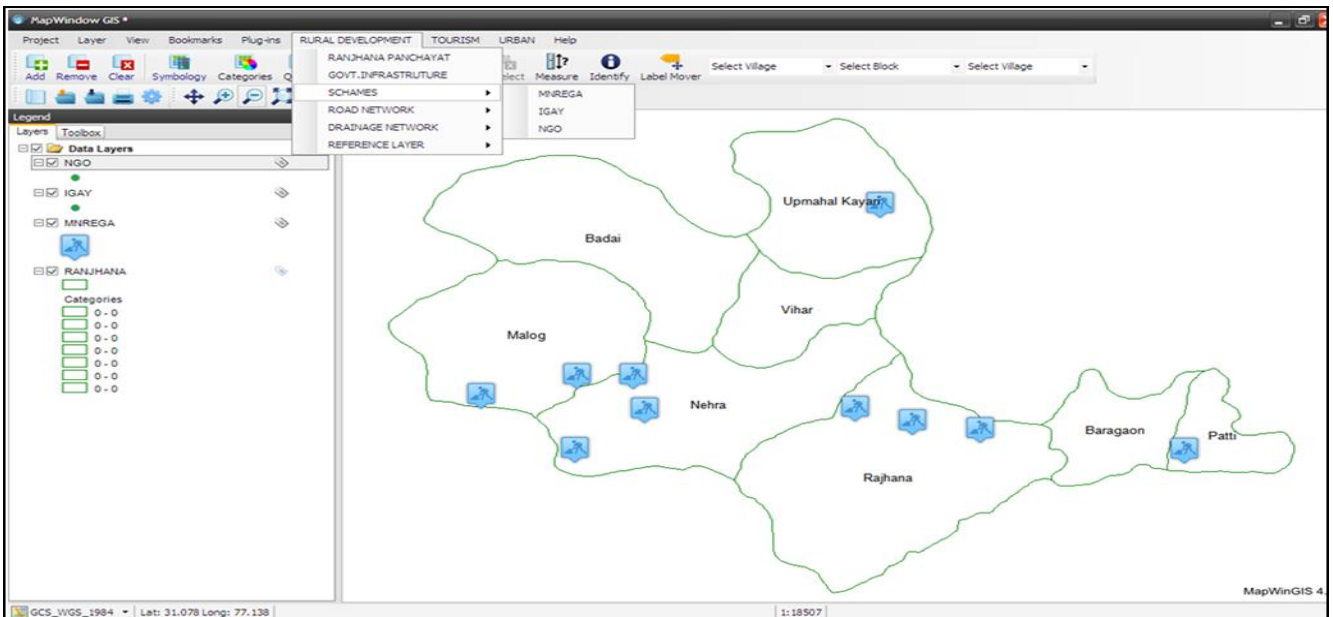 MapWindow GIS *
Project Layer View Bookmarks Plug-ins RURAL DEVELOPMENT TOURISM URBAN Help
RANJHANA PANCHAYAT
GOVT.INFRASTRUTURE
SCHAMES
ROAD NETWORK
DRAINAGE NETWORK
REFERENCE LAYER
MNREGA
IGAY
NGO
Add Remove Clear Symbology Categories Measure Identify Label Mover
Select Village Select Block Select Village
Legend
Layers Toolbox
Data Layers
NGO
IGAY
MNREGA
RANJHANA
Categories
0 - 0
0 - 0
0 - 0
0 - 0
0 - 0
0 - 0
0 - 0
Upmahal Kayari
Badai
Vihar
Malog
Nehra
Baragaon
Patti
Rajhana
MapWinGIS 4.
GCS_WGS_1984 Lat: 31.078 Long: 77.138
1:18507